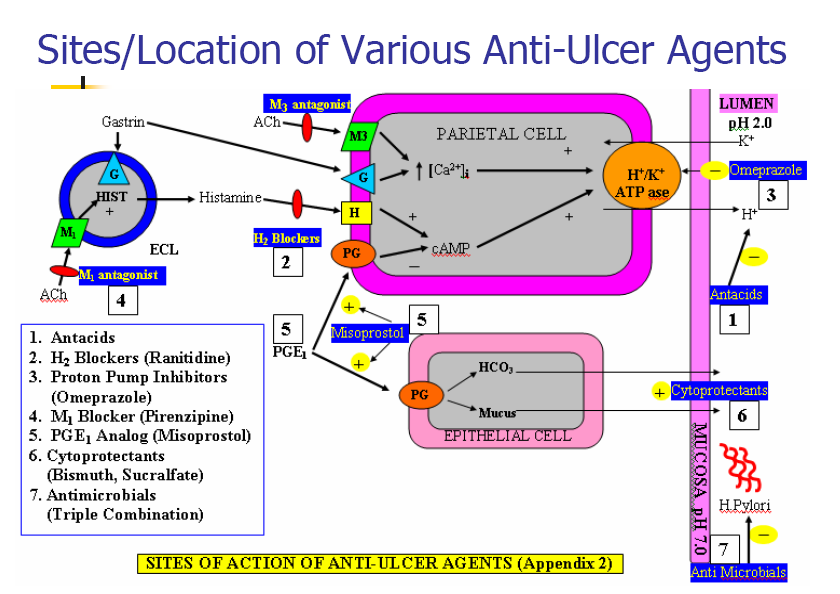 Sites/Location of Various Anti-Ulcer Agents
M3 antagonist
Gastrin
ACh
M3
PARIETAL CELL
LUMEN
pH 2.0
K+
+
G
G
↑ [Ca2+]i
H+/K+
ATP ase
− Omeprazole
3
HIST
+
Histamine
H
+
+
H+
M1
ECL
H2 Blockers
2
PG
cAMP
−
−
M1 antagonist
ACh
4
Antacids
1
+
5
Misoprostol
5
PGE1
+
1. Antacids
2. H2 Blockers (Ranitidine)
3. Proton Pump Inhibitors
(Omeprazole)
4. M1 Blocker (Pirenzipine)
5. PGE1 Analog (Misoprostol)
6. Cytoprotectants
(Bismuth, Sucralfate)
7. Antimicrobials
(Triple Combination)
HCO3
PG
Mucus
EPITHELIAL CELL
+ Cytoprotectants
6
MUCOSA pH 7.0
H.Pylori
−
7
Anti Microbials
SITES OF ACTION OF ANTI-ULCER AGENTS (Appendix 2)